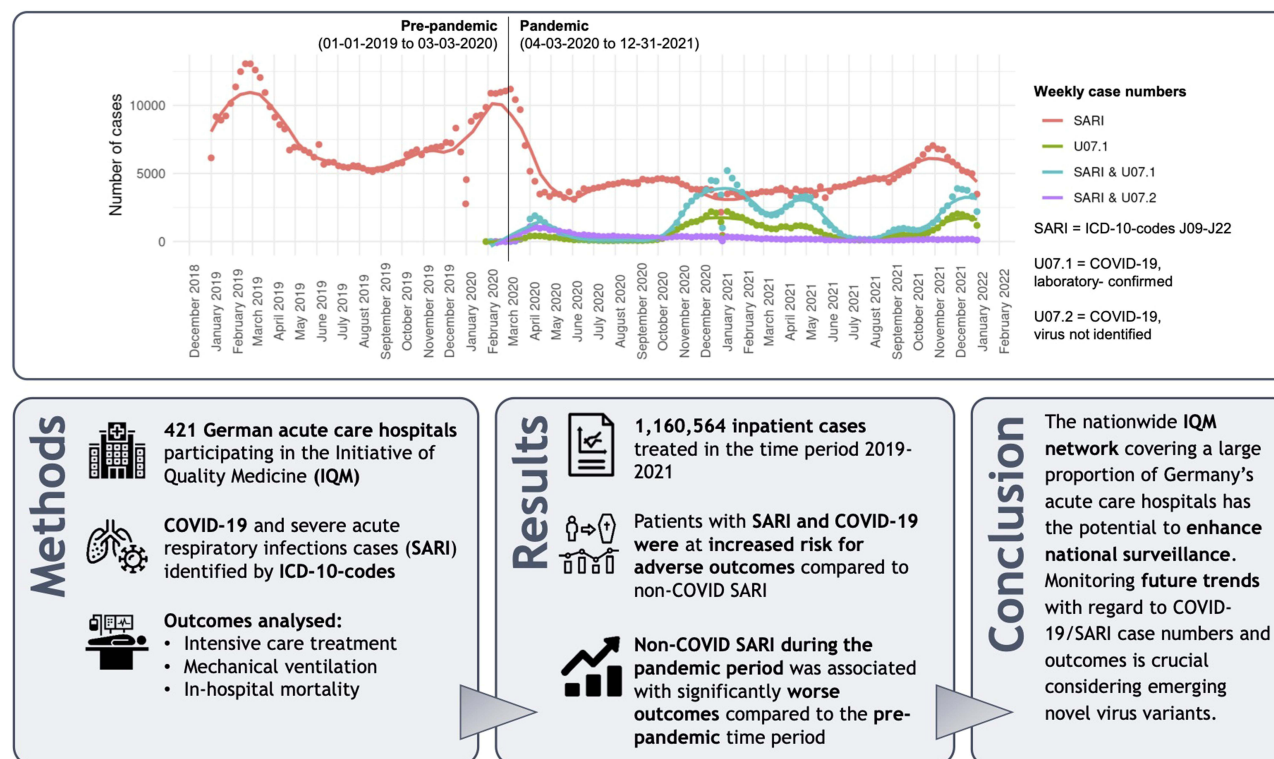 Pre-pandemic
(01-01-2019 to 03-03-2020)
Pandemic
(04-03-2020 to 12-31-2021)
Number of cases
10000
5000
0
December 2018
January 2019
February 2019
March 2019
April 2019
May 2019
June 2019
July 2019
August 2019
September 2019
October 2019
November 2019
December 2019
January 2020
February 2020
March 2020
April 2020
May 2020
June 2020
July 2020
August 2020
September 2020
October 2020
November 2020
December 2020
January 2021
February 2021
March 2021
April 2021
May 2021
June 2021
July 2021
August 2021
September 2021
October 2021
November 2021
December 2021
January 2022
February 2022
Weekly case numbers
SARI
U07.1
SARI & U07.1
SARI & U07.2
SARI = ICD-10-codes J09-J22
U07.1 = COVID-19,
laboratory- confirmed
U07.2 = COVID-19,
virus not identified
Methods
421 German acute care hospitals
participating in the Initiative of
Quality Medicine (IQM)
COVID-19 and severe acute
respiratory infections cases (SARI)
identified by ICD-10-codes
Outcomes analysed:
• Intensive care treatment
• Mechanical ventilation
• In-hospital mortality
Results
1,160,564 inpatient cases
treated in the time period 2019-
2021
Patients with SARI and COVID-19
were at increased risk for
adverse outcomes compared to
non-COVID SARI
Non-COVID SARI during the
pandemic period was associated
with significantly worse
outcomes compared to the pre-
pandemic time period
Conclusion
The nationwide IQM
network covering a large
proportion of Germany's
acute care hospitals has
the potential to enhance
national surveillance.
Monitoring future trends
with regard to COVID-
19/SARI case numbers and
outcomes is crucial
considering emerging
novel virus variants.